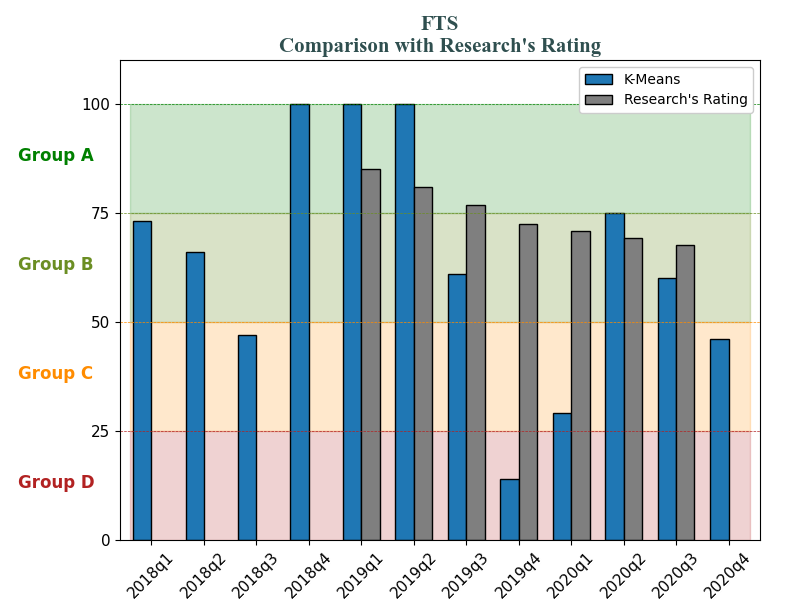 FTS
Comparison with Research's Rating
K-Means
Research's Rating
100
Group A
75
Group B
50
Group C
25
Group D
0
2018q1
2018q2
2018q3
2018q4
2019q1
2019q2
2019q3
2019q4
2020q1
2020q2
2020q3
2020q4